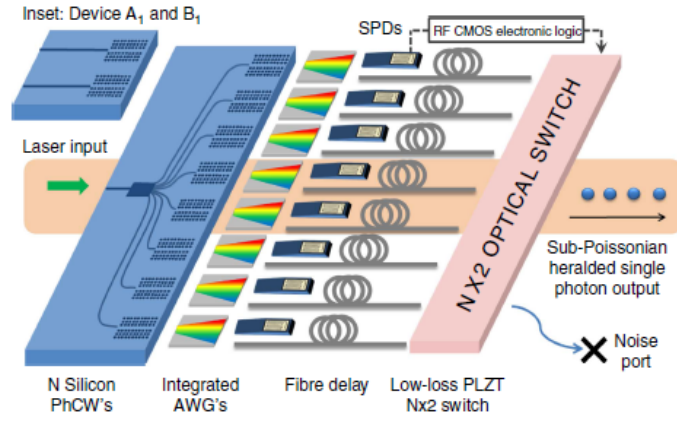 Inset: Device A1 and B1
SPDs
RF CMOS electronic logic
Laser input
NX2 OPTICAL SWITCH
Sub-Poissonian
heralded single
photon output
Noise
port
N Silicon
PhCW's
Integrated
AWG's
Fibre delay
Low-loss PLZT
Nx2 switch